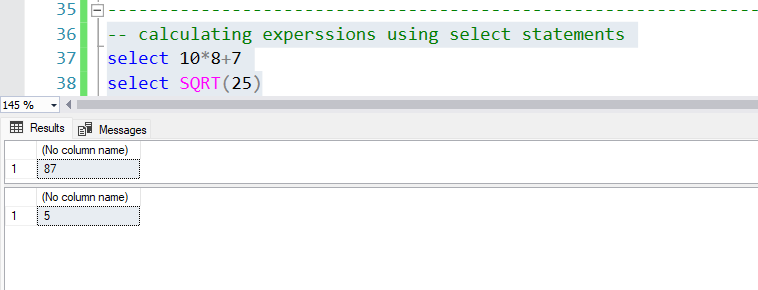 35 --------------------------------------------------------------
36 -- calculating experssions using select statements
37 select 10*8+7
38 select SQRT(25)
145 %
Results Messages
(No column name)
1 87
(No column name)
1 5